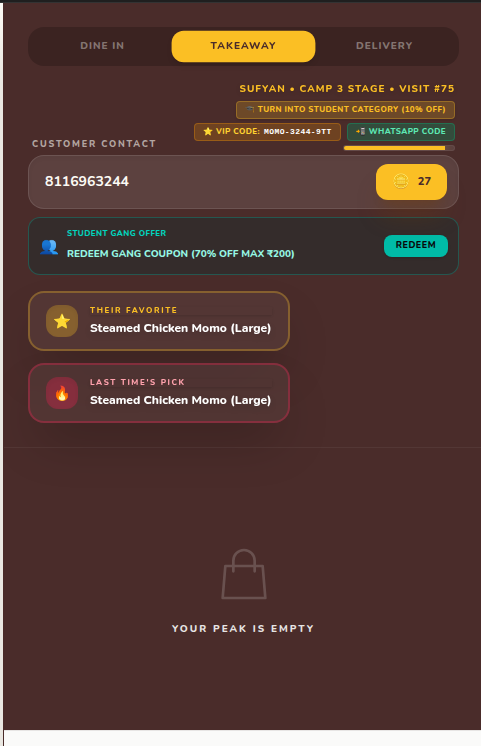 DINE IN
TAKEAWAY
DELIVERY
SUFYAN • CAMP 3 STAGE • VISIT #75
TURN INTO STUDENT CATEGORY (10% OFF)
VIP CODE: MOMO-3244-9TT
WHATSAPP CODE
CUSTOMER CONTACT
8116963244
27
STUDENT GANG OFFER
REDEEM GANG COUPON (70% OFF MAX ₹200)
REDEEM
THEIR FAVORITE
Steamed Chicken Momo (Large)
LAST TIME'S PICK
Steamed Chicken Momo (Large)
YOUR PEAK IS EMPTY